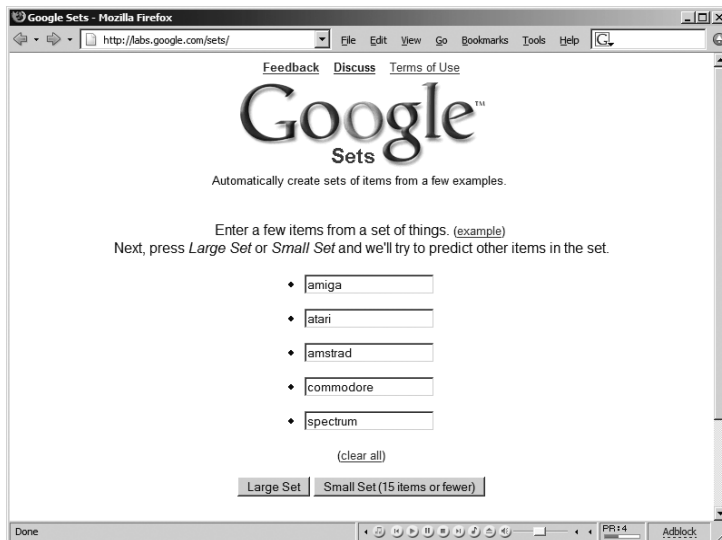 Google Sets - Mozilla Firefox
http://labs.google.com/sets/ File Edit View Go Bookmarks Tools Help G
Feedback Discuss Terms of Use
Google™
Sets
Automatically create sets of items from a few examples.
Enter a few items from a set of things. (example)
Next, press Large Set or Small Set and we'll try to predict other items in the set.
amiga
atari
amstrad
commodore
spectrum
(clear all)
Large Set Small Set (15 items or fewer)
Done PR:4 Adblock